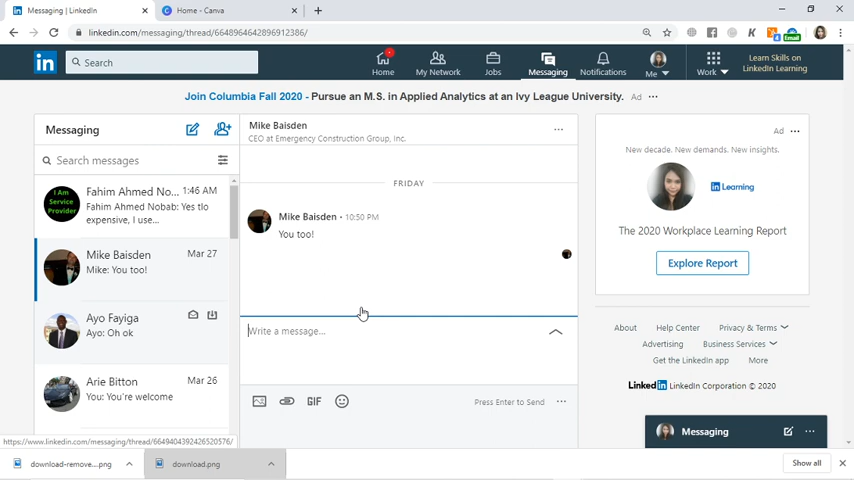 Messaging | LinkedIn
Home - Canva
linkedin.com/messaging/thread/6648964642896912386/
Search
Home
My Network
Jobs
Messaging
Notifications
Me
Work
Learn Skills on
LinkedIn Learning
Join Columbia Fall 2020 - Pursue an M.S. in Applied Analytics at an Ivy League University. Ad
Messaging
Search messages
I Am
Service
Provider
Fahim Ahmed No... 1:46 AM
Fahim Ahmed Nobab: Yes tlo
expensive, I use...
Mike Baisden Mar 27
Mike: You too!
Ayo Fayiga
Ayo: Oh ok
Arie Bitton Mar 26
You: You're welcome
Mike Baisden
CEO at Emergency Construction Group, Inc.
FRIDAY
Mike Baisden • 10:50 PM
You too!
Write a message...
GIF
Press Enter to Send
Ad
New decade. New demands. New insights.
in LEARNING
The 2020 Workplace Learning Report
Explore Report
About Help Center Privacy & Terms
Advertising Business Services
Get the LinkedIn app More
Linkedin LinkedIn Corporation © 2020
Messaging
https://www.linkedin.com/messaging/thread/6649404392426520576/
download-remove....png
download.png
Show all